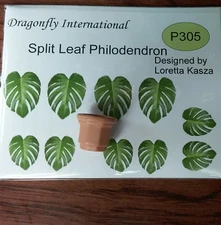 Dragonfly International
P305
Split Leaf Philodendron
Designed by
Loretta Kasza